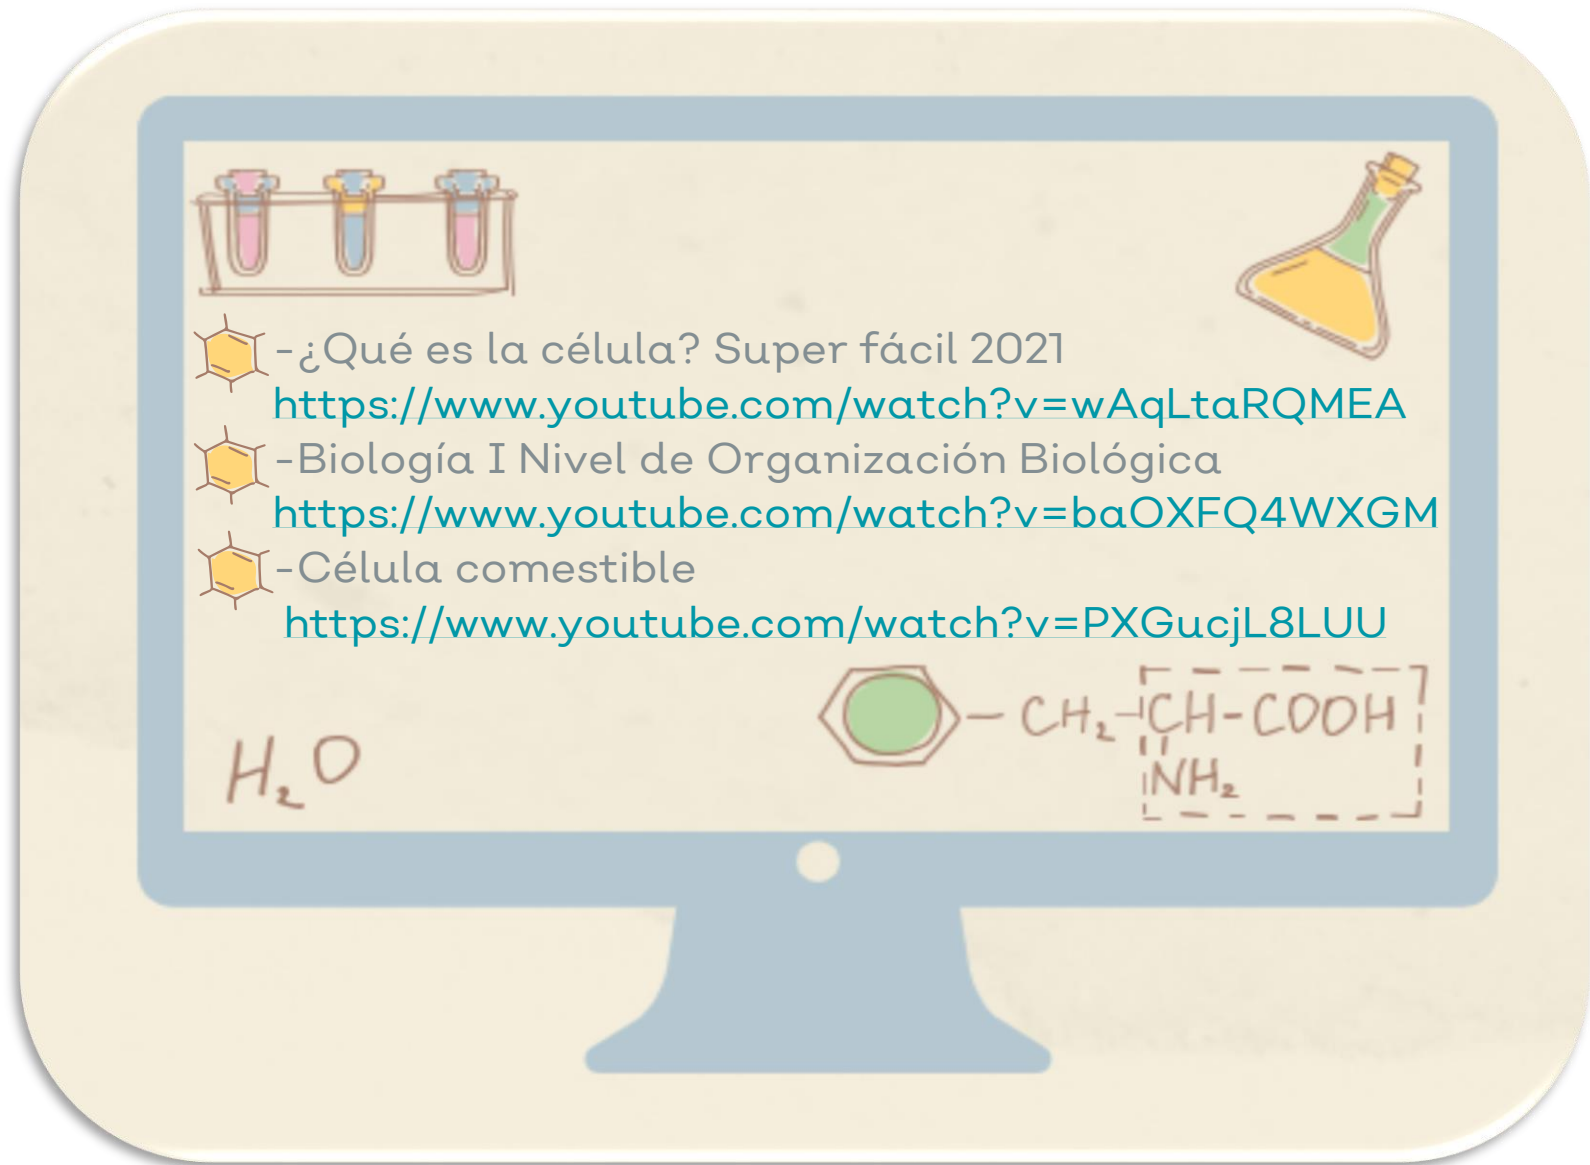 -¿Qué es la célula? Super fácil 2021
https://www.youtube.com/watch?v=wAqLtaRQMEA
-Biología I Nivel de Organización Biológica
https://www.youtube.com/watch?v=baOXFQ4WXGM
-Célula comestible
https://www.youtube.com/watch?v=PXGucjL8LUU
— CH₂-CH-COOH
NH₂
H₂O